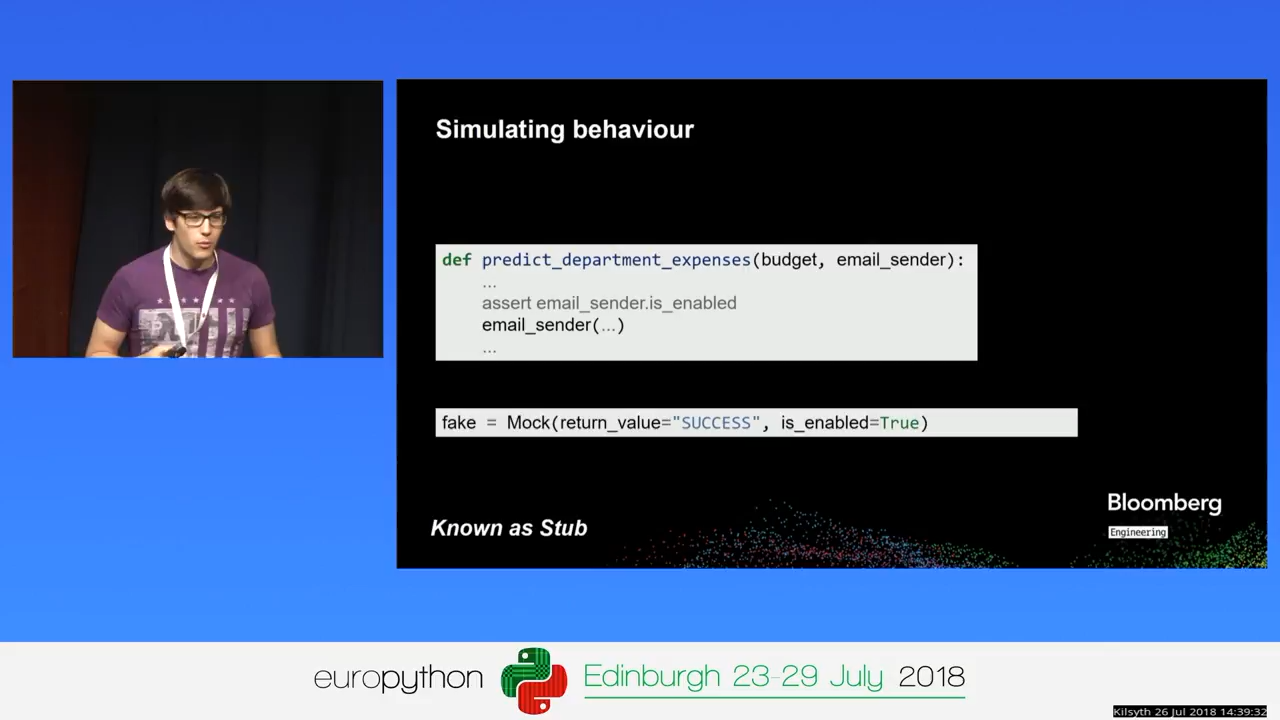 Simulating behaviour
def predict_department_expenses(budget, email_sender):
...
assert email_sender.is_enabled
email_sender(...)
...
fake = Mock(return_value="SUCCESS", is_enabled=True)
Known as Stub
Bloomberg
Engineering
europython
Edinburgh 23-29 July 2018
Kilsyth 26 Jul 2018 14:39:32